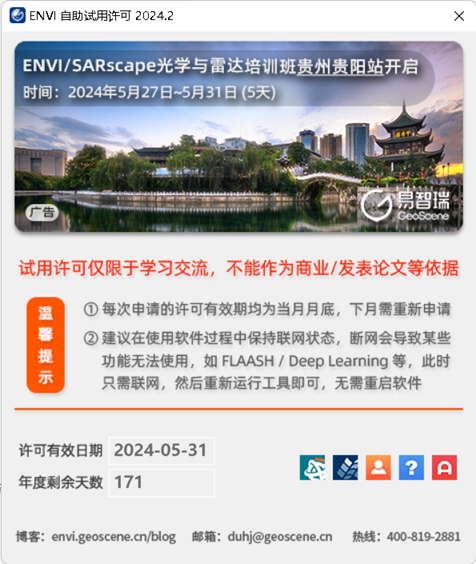 ENVI 自助试用许可 2024.2
ENVI/SARscape光学与雷达培训班贵州贵阳站开启
时间：2024年5月27日~5月31日 (5天)
广告
易智瑞
GeoScene
试用许可仅限于学习交流，不能作为商业/发表论文等依据
温馨提示
① 每次申请的许可有效期均为当月月底，下月需重新申请
② 建议在使用软件过程中保持联网状态，断网会导致某些
功能无法使用，如 FLAASH / Deep Learning 等，此时
只需联网，然后重新运行工具即可，无需重启软件
许可有效日期 2024-05-31
年度剩余天数 171
博客：envi.geoscene.cn/blog 邮箱：duhj@geoscene.cn 热线：400-819-2881